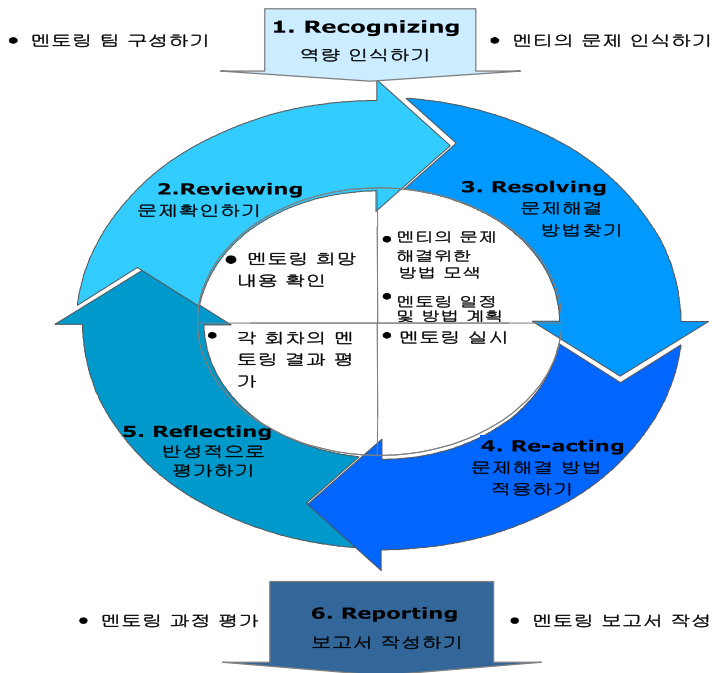 1. Recognizing
역량 인식하기
● 멘토링 팀 구성하기
● 멘티의 문제 인식하기
2.Reviewing
문제확인하기
● 멘토링 희망
내용 확인
3. Resolving
문제해결
방법찾기
● 멘티의 문제
해결위한
방법 모색
● 멘토링 일정
및 방법 계획
● 멘토링 실시
4. Re-acting
문제해결 방법
적용하기
● 각 회차의 멘
토링 결과 평
가
5. Reflecting
반성적으로
평가하기
6. Reporting
보고서 작성하기
● 멘토링 과정 평가
● 멘토링 보고서 작성